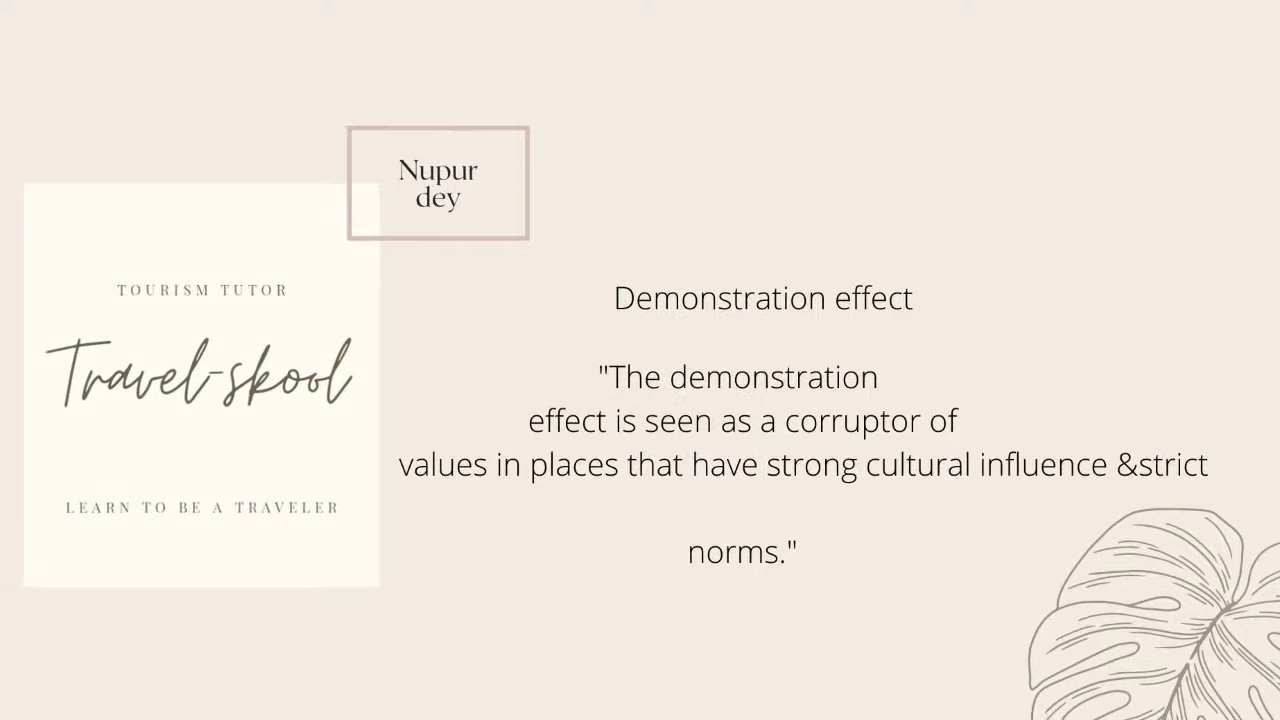 Nupur
dey
TOURISM TUTOR
Travel-skool
LEARN TO BE A TRAVELER
Demonstration effect
"The demonstration
effect is seen as a corruptor of
values in places that have strong cultural influence &strict
norms."